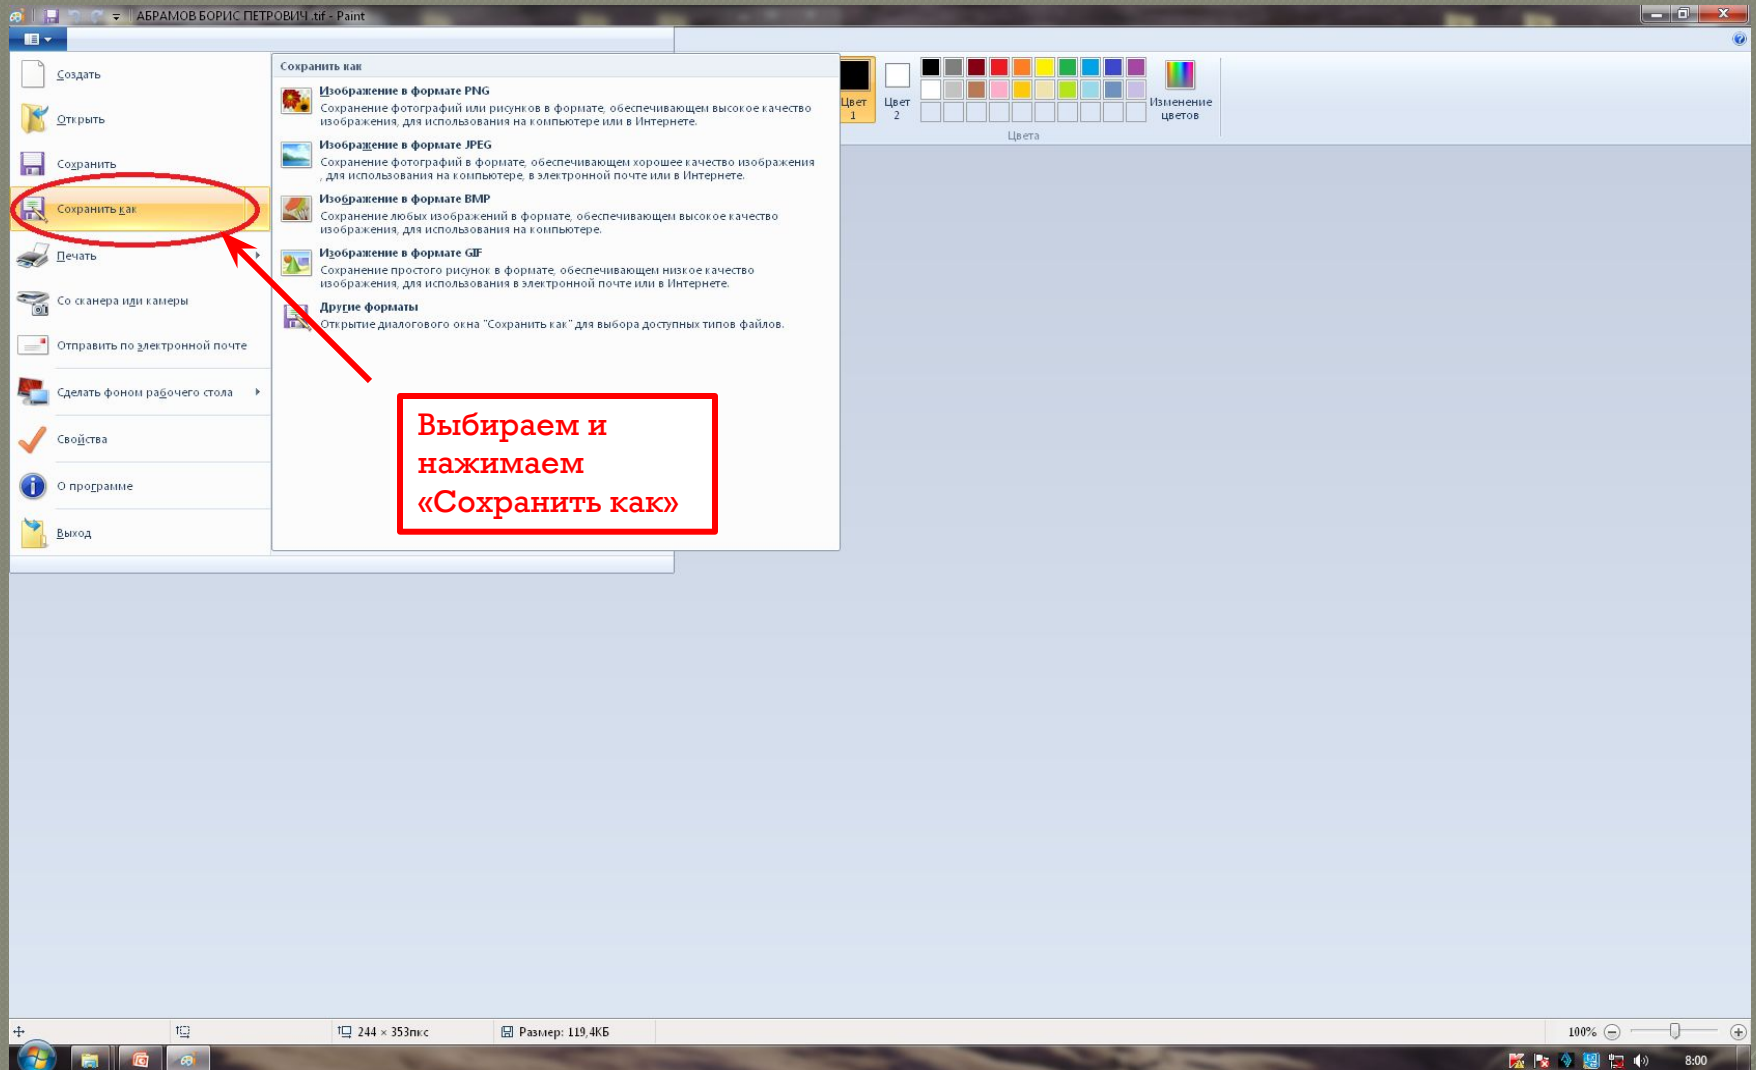 АБРАМОВ БОРИС ПЕТРОВИЧ .tif - Paint
Создать
Открыть
Сохранить
Сохранить как
Печать
Со сканера или камеры
Отправить по электронной почте
Сделать фоном рабочего стола
Свойства
О программе
Выход
Сохранить как
Изображение в формате PNG
Сохранение фотографий или рисунков в формате, обеспечивающем высокое качество
изображения, для использования на компьютере или в Интернете.
Изображение в формате JPEG
Сохранение фотографий в формате, обеспечивающем хорошее качество изображения
, для использования на компьютере, в электронной почте или в Интернете.
Изображение в формате BMP
Сохранение любых изображений в формате, обеспечивающем высокое качество
изображения, для использования на компьютере.
Изображение в формате GIF
Сохранение простого рисунок в формате, обеспечивающем низкое качество
изображения, для использования в электронной почте или в Интернете.
Другие форматы
Открытие диалогового окна "Сохранить как" для выбора доступных типов файлов.
Цвет
1
Цвет
2
Изменение
цветов
Цвета
Выбираем и
нажимаем
«Сохранить как»
244 × 353пкс
Размер: 119,4КБ
100%
8:00